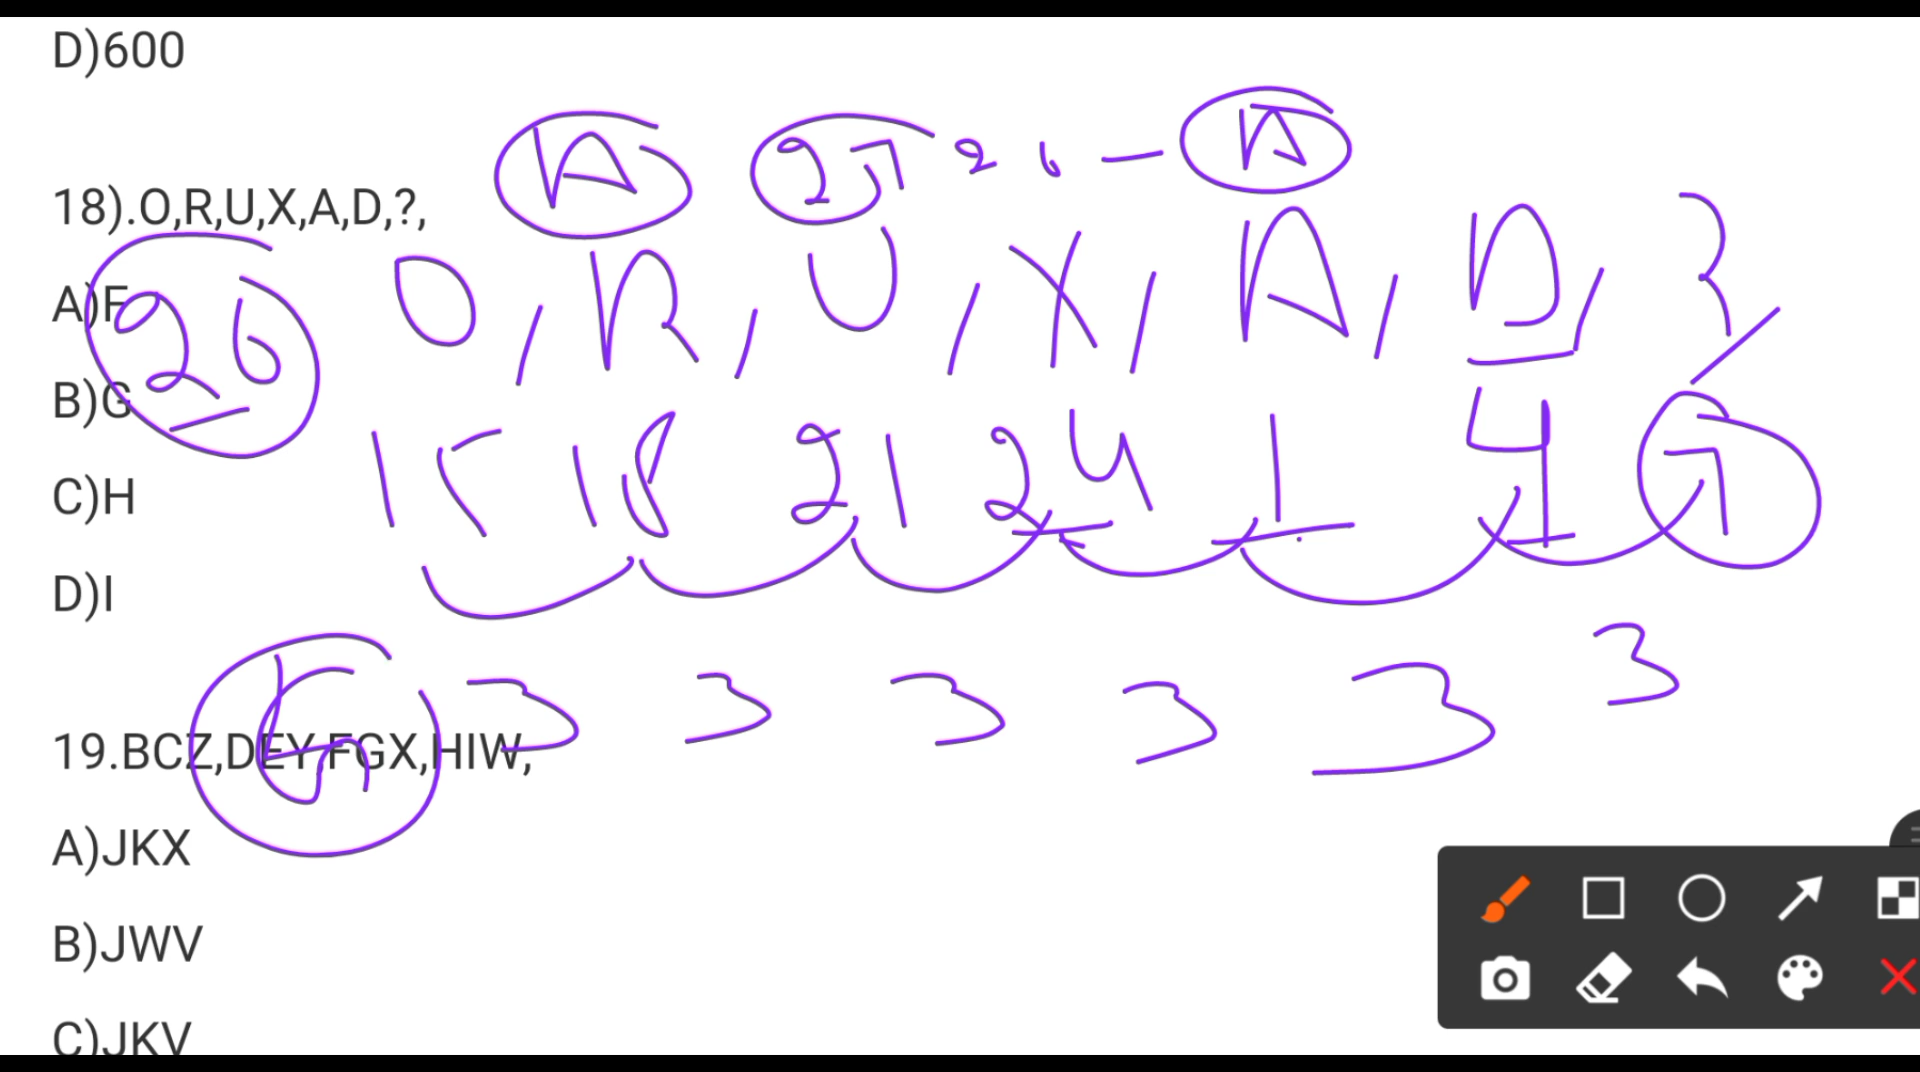 D)600
A 27 26 - A
18).O,R,U,X,A,D,?,
O, R, U, X, A, D, ?
A)F
26
B)G
15 18 21 24 1 4 7
C)H
D)I
G 3 3 3 3 3 3
19.BCZ,DEY,FGX,HIW,
A)JKX
B)JWV
C)JKV